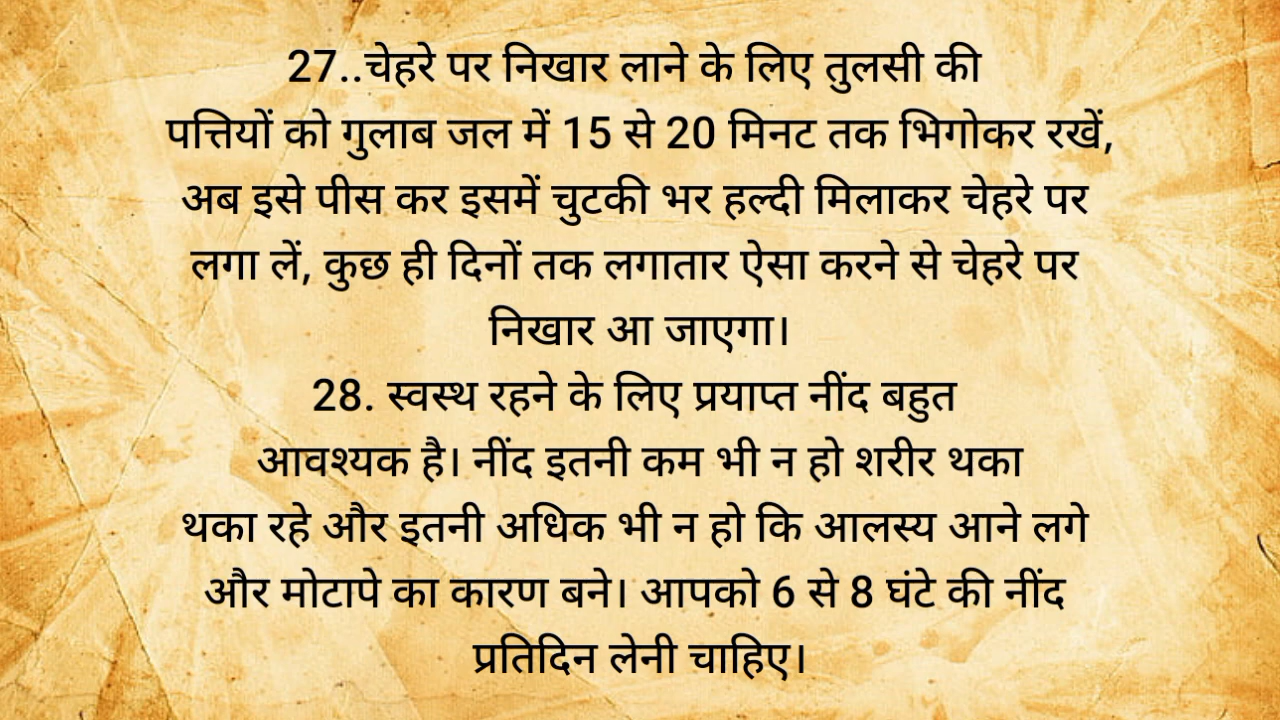 27..चेहरे पर निखार लाने के लिए तुलसी की
पत्तियों को गुलाब जल में 15 से 20 मिनट तक भिगोकर रखें,
अब इसे पीस कर इसमें चुटकी भर हल्दी मिलाकर चेहरे पर
लगा लें, कुछ ही दिनों तक लगातार ऐसा करने से चेहरे पर
निखार आ जाएगा।
28. स्वस्थ रहने के लिए प्रयाप्त नींद बहुत
आवश्यक है। नींद इतनी कम भी न हो शरीर थका
थका रहे और इतनी अधिक भी न हो कि आलस्य आने लगे
और मोटापे का कारण बने। आपको 6 से 8 घंटे की नींद
प्रतिदिन लेनी चाहिए।